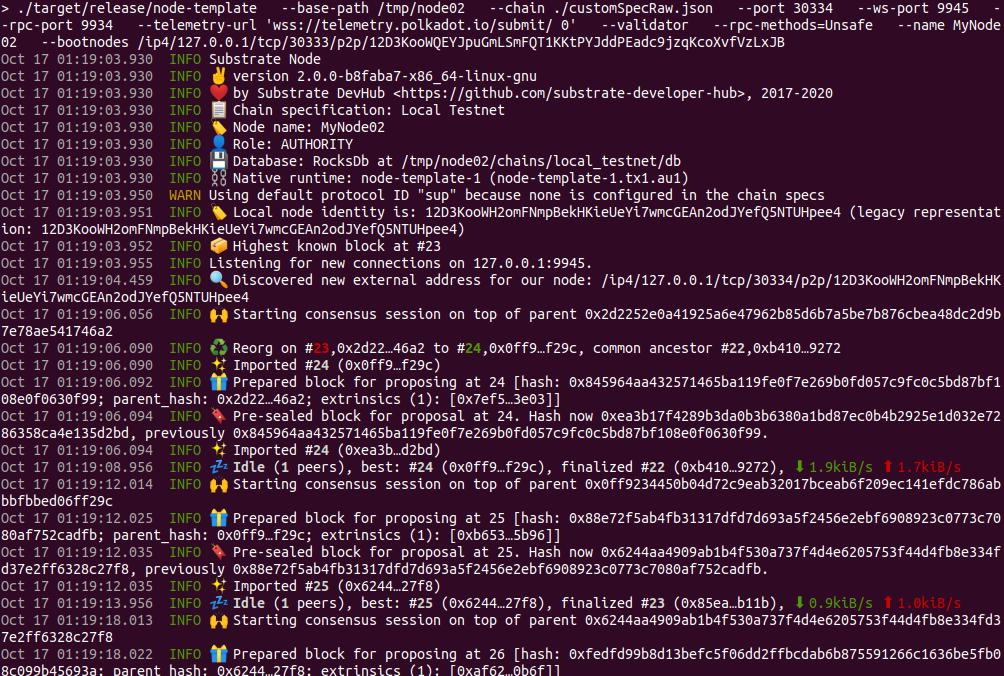 > ./target/release/node-template   --base-path /tmp/node02   --chain ./customSpecRaw.json   --port 30334   --ws-port 9945   -
-rpc-port 9934   --telemetry-url 'wss://telemetry.polkadot.io/submit/ 0'   --validator   --rpc-methods=Unsafe   --name MyNode
02   --bootnodes /ip4/127.0.0.1/tcp/30333/p2p/12D3KooWQEYJpuGmLSmFQT1KKtPYJddPEadc9jzqKcoXvfVzLxJB
Oct 17 01:19:03.930  INFO Substrate Node
Oct 17 01:19:03.930  INFO ✌️ version 2.0.0-b8faba7-x86_64-linux-gnu
Oct 17 01:19:03.930  INFO ❤️ by Substrate DevHub <https://github.com/substrate-developer-hub>, 2017-2020
Oct 17 01:19:03.930  INFO 📋 Chain specification: Local Testnet
Oct 17 01:19:03.930  INFO 🏷 Node name: MyNode02
Oct 17 01:19:03.930  INFO 👤 Role: AUTHORITY
Oct 17 01:19:03.930  INFO 💾 Database: RocksDb at /tmp/node02/chains/local_testnet/db
Oct 17 01:19:03.930  INFO ⛓ Native runtime: node-template-1 (node-template-1.tx1.au1)
Oct 17 01:19:03.950  WARN Using default protocol ID "sup" because none is configured in the chain specs
Oct 17 01:19:03.951  INFO 🏷 Local node identity is: 12D3KooWH2omFNmpBekHKieUeYi7wmcGEAn2odJYefQ5NTUHpee4 (legacy representat
ion: 12D3KooWH2omFNmpBekHKieUeYi7wmcGEAn2odJYefQ5NTUHpee4)
Oct 17 01:19:03.952  INFO 📦 Highest known block at #23
Oct 17 01:19:03.955  INFO Listening for new connections on 127.0.0.1:9945.
Oct 17 01:19:04.459  INFO 🔍 Discovered new external address for our node: /ip4/127.0.0.1/tcp/30334/p2p/12D3KooWH2omFNmpBekHK
ieUeYi7wmcGEAn2odJYefQ5NTUHpee4
Oct 17 01:19:06.056  INFO 🙌 Starting consensus session on top of parent 0x2d2252e0a41925a6e47962b85d6b7a5be7b876cbea48dc2d9b
7e78ae541746a2
Oct 17 01:19:06.090  INFO ♻️ Reorg on #23,0x2d22…46a2 to #24,0x0ff9…f29c, common ancestor #22,0xb410…9272
Oct 17 01:19:06.090  INFO ✨ Imported #24 (0x0ff9…f29c)
Oct 17 01:19:06.092  INFO 🎁 Prepared block for proposing at 24 [hash: 0x845964aa432571465ba119fe0f7e269b0fd057c9fc0c5bd87bf1
08e0f0630f99; parent_hash: 0x2d22…46a2; extrinsics (1): [0x7ef5…3e03]]
Oct 17 01:19:06.094  INFO 🔖 Pre-sealed block for proposal at 24. Hash now 0xea3b17f4289b3da0b3b6380a1bd87ec0b4b2925e1d032e72
86358ca4e135d2bd, previously 0x845964aa432571465ba119fe0f7e269b0fd057c9fc0c5bd87bf108e0f0630f99.
Oct 17 01:19:06.094  INFO ✨ Imported #24 (0xea3b…d2bd)
Oct 17 01:19:08.956  INFO 💤 Idle (1 peers), best: #24 (0x0ff9…f29c), finalized #22 (0xb410…9272), ⬇ 1.9kiB/s ⬆ 1.7kiB/s
Oct 17 01:19:12.014  INFO 🙌 Starting consensus session on top of parent 0x0ff9234450b04d72c9eab32017bceab6f209ec141efdc786ab
bbfbbed06ff29c
Oct 17 01:19:12.025  INFO 🎁 Prepared block for proposing at 25 [hash: 0x88e72f5ab4fb31317dfd7d693a5f2456e2ebf6908923c0773c70
80af752cadfb; parent_hash: 0x0ff9…f29c; extrinsics (1): [0xb653…5b96]]
Oct 17 01:19:12.035  INFO 🔖 Pre-sealed block for proposal at 25. Hash now 0x6244aa4909ab1b4f530a737f4d4e6205753f44d4fb8e334f
d37e2ff6328c27f8, previously 0x88e72f5ab4fb31317dfd7d693a5f2456e2ebf6908923c0773c7080af752cadfb.
Oct 17 01:19:12.035  INFO ✨ Imported #25 (0x6244…27f8)
Oct 17 01:19:13.956  INFO 💤 Idle (1 peers), best: #25 (0x6244…27f8), finalized #23 (0x85ea…b11b), ⬇ 0.9kiB/s ⬆ 1.0kiB/s
Oct 17 01:19:18.013  INFO 🙌 Starting consensus session on top of parent 0x6244aa4909ab1b4f530a737f4d4e6205753f44d4fb8e334fd3
7e2ff6328c27f8
Oct 17 01:19:18.022  INFO 🎁 Prepared block for proposing at 26 [hash: 0xfedfd99b8d13befc5f06dd2ffbcdab6b875591266c1636be5fb0
8c099b45693a; parent_hash: 0x6244…27f8; extrinsics (1): [0xaf62…0b6f]]